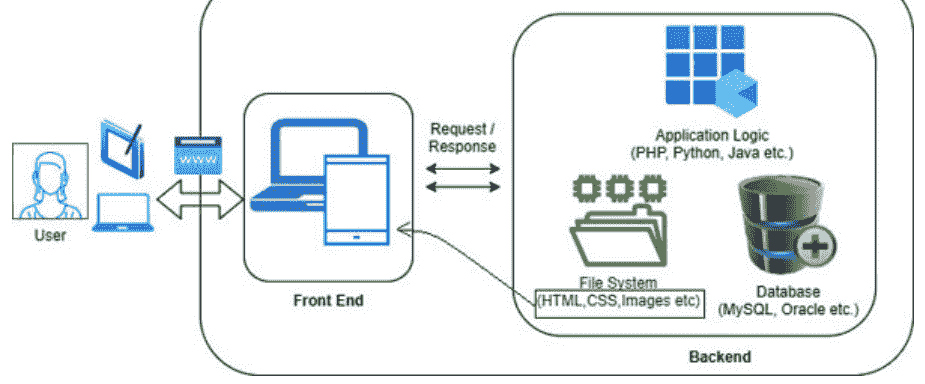 Request /
Response
Application Logic
(PHP, Python, Java etc.)
WWW
User
Front End
File System
(HTML,CSS,Images etc)
Database
(MySQL, Oracle etc.)
Backend